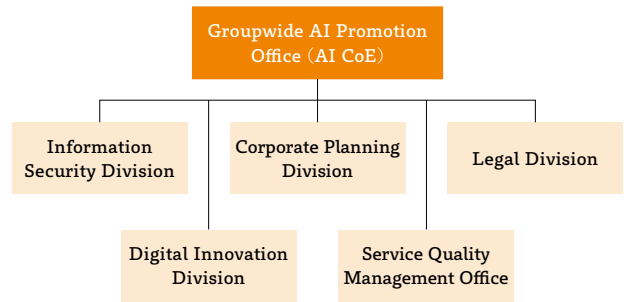 Groupwide AI Promotion
Office (AI CoE)
Information
Security Division
Corporate Planning
Division
Legal Division
Digital Innovation
Division
Service Quality
Management Office